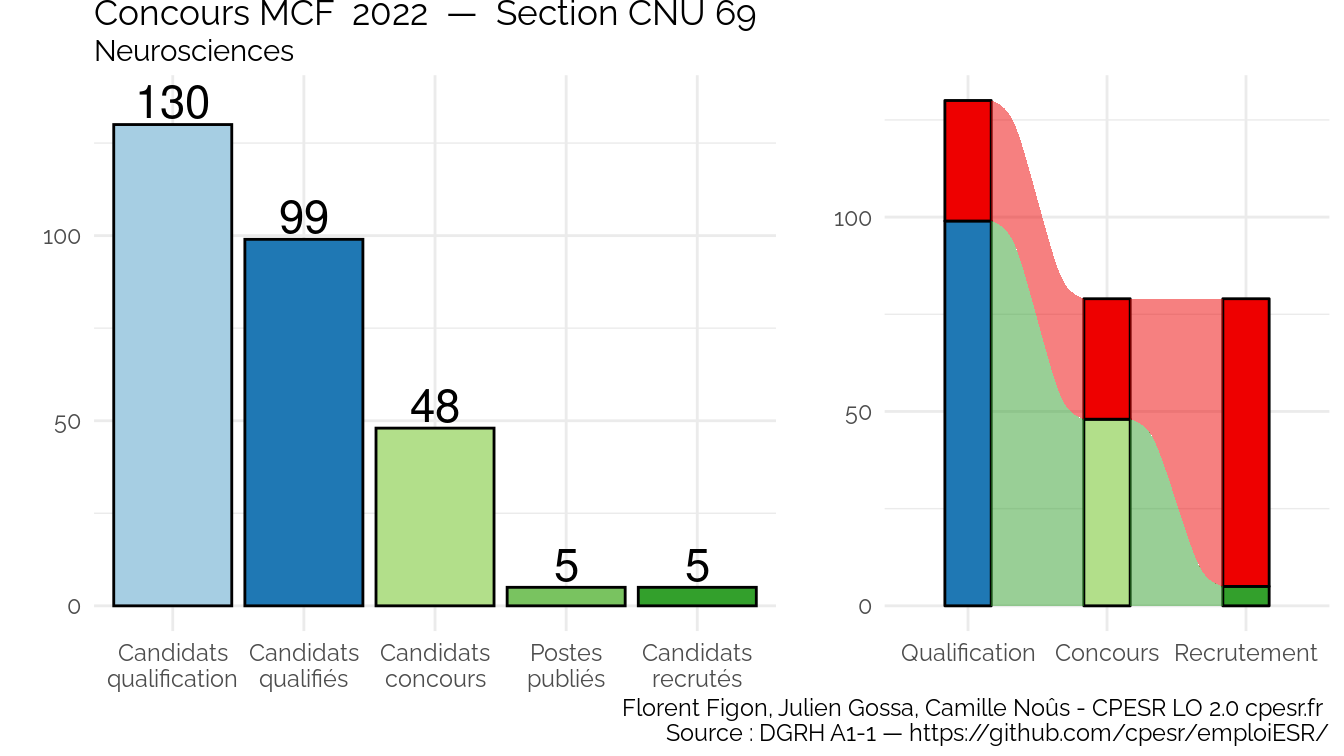 Concours MCF 2022 — Section CNU 69
Neurosciences
130
99
48
5
5
100
50
0
Candidats qualification
Candidats qualifiés
Candidats concours
Postes publiés
Candidats recrutés
100
50
0
Qualification
Concours
Recrutement
Florent Figon, Julien Gossa, Camille Noûs - CPESR LO 2.0 cpesr.fr
Source : DGRH A1-1 — https://github.com/cpesr/emploiESR/